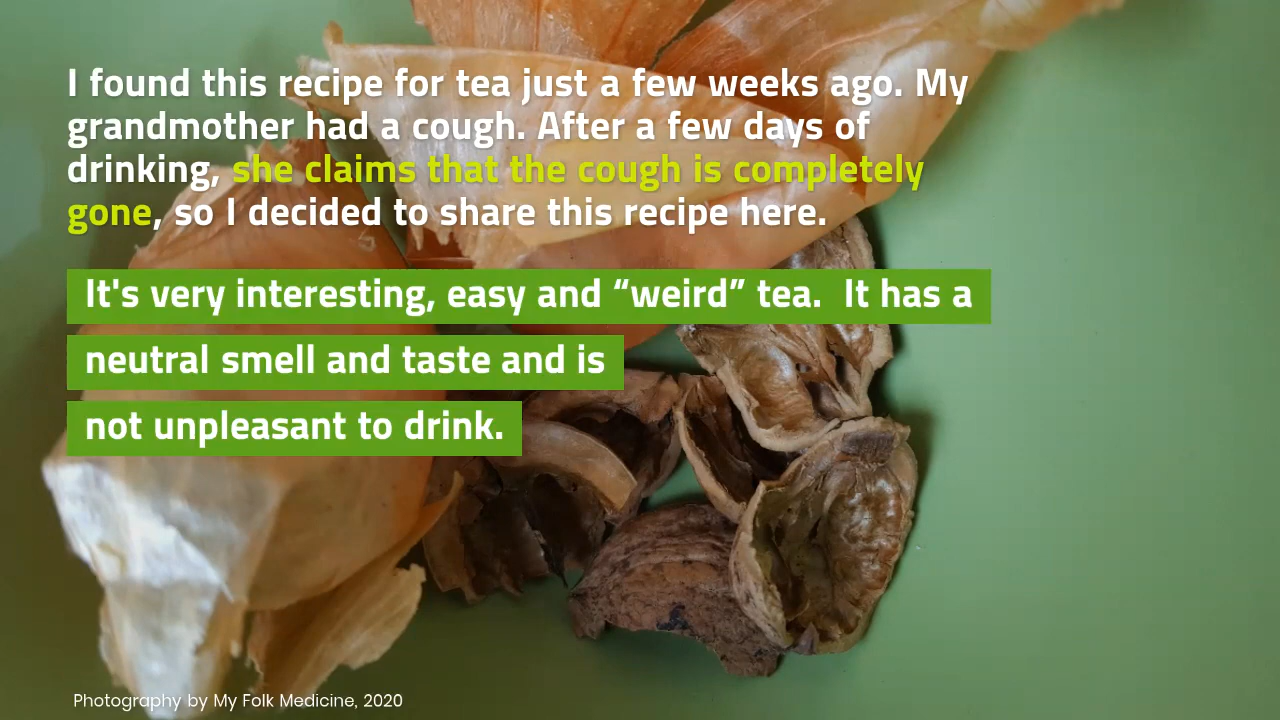 I found this recipe for tea just a few weeks ago. My
grandmother had a cough. After a few days of
drinking, she claims that the cough is completely
gone, so I decided to share this recipe here.
It's very interesting, easy and “weird” tea.  It has a
neutral smell and taste and is
not unpleasant to drink.
Photography by My Folk Medicine, 2020